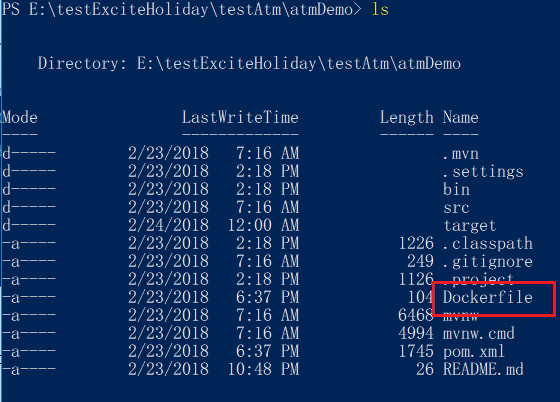 PS E:\testExciteHoliday\testAtm\atmDemo> ls
Directory: E:\testExciteHoliday\testAtm\atmDemo
Mode LastWriteTime Length Name
---- ------------- ------ ----
d----- 2/23/2018 7:16 AM .mvn
d----- 2/23/2018 2:18 PM .settings
d----- 2/23/2018 2:18 PM bin
d----- 2/23/2018 7:16 AM src
d----- 2/24/2018 12:00 AM target
-a---- 2/23/2018 2:18 PM 1226 .classpath
-a---- 2/23/2018 7:16 AM 249 .gitignore
-a---- 2/23/2018 2:18 PM 1126 .project
-a---- 2/23/2018 6:37 PM 104 Dockerfile
-a---- 2/23/2018 7:16 AM 6468 mvnw
-a---- 2/23/2018 7:16 AM 4994 mvnw.cmd
-a---- 2/23/2018 6:37 PM 1745 pom.xml
-a---- 2/23/2018 10:48 PM 26 README.md